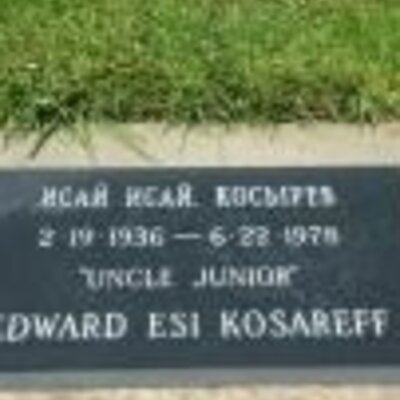 ИСАЙ ИСАЙ. КОСЫРЕВ
2·19·1936 — 6·22·1978
"UNCLE JUNIOR"
EDWARD ESI KOSAREFF